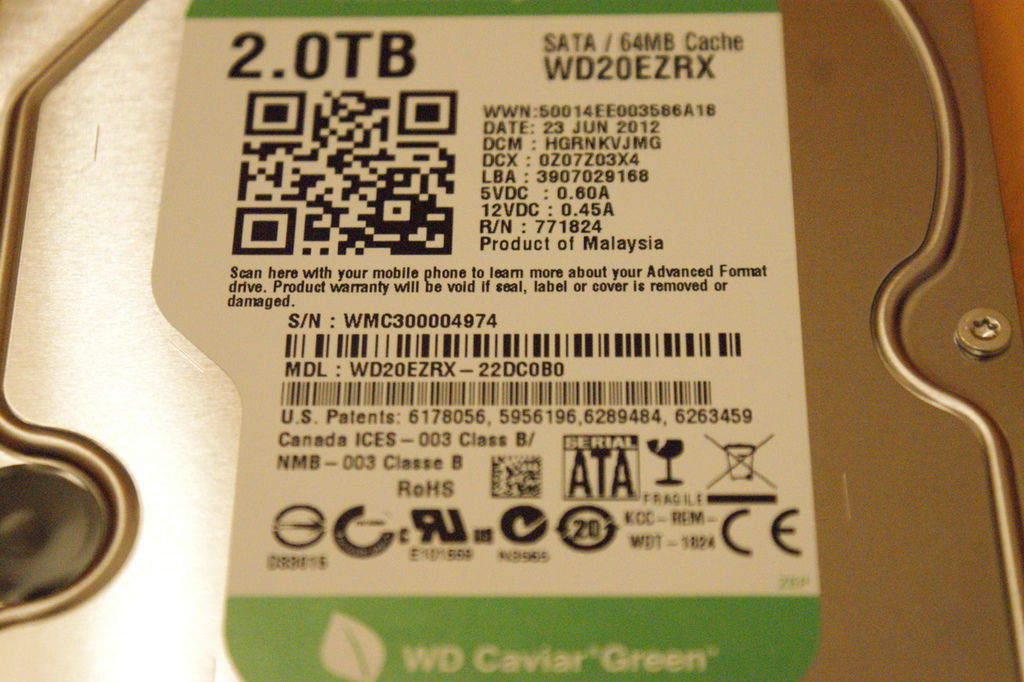 2.0TB
SATA / 64MB Cache
WD20EZRX
WWN:50014EE003586A18
DATE: 23 JUN 2012
DCM : HGRNKVJMG
DCX : 0Z07Z03X4
LBA : 3907029168
5VDC : 0.60A
12VDC : 0.45A
R/N : 771824
Product of Malaysia
Scan here with your mobile phone to learn more about your Advanced Format
drive. Product warranty will be void if seal, label or cover is removed or
damaged.
S/N : WMC300004974
MDL : WD20EZRX-22DC0B0
U.S. Patents: 6178056, 5956196,6289484, 6263459
Canada ICES-003 Class B/
NMB-003 Classe B
RoHS
SERIAL
ATA
FRAGILE
20
KCC-REM-
WDT-1824
CE
D33016
E101559
N3965
WD Caviar Green